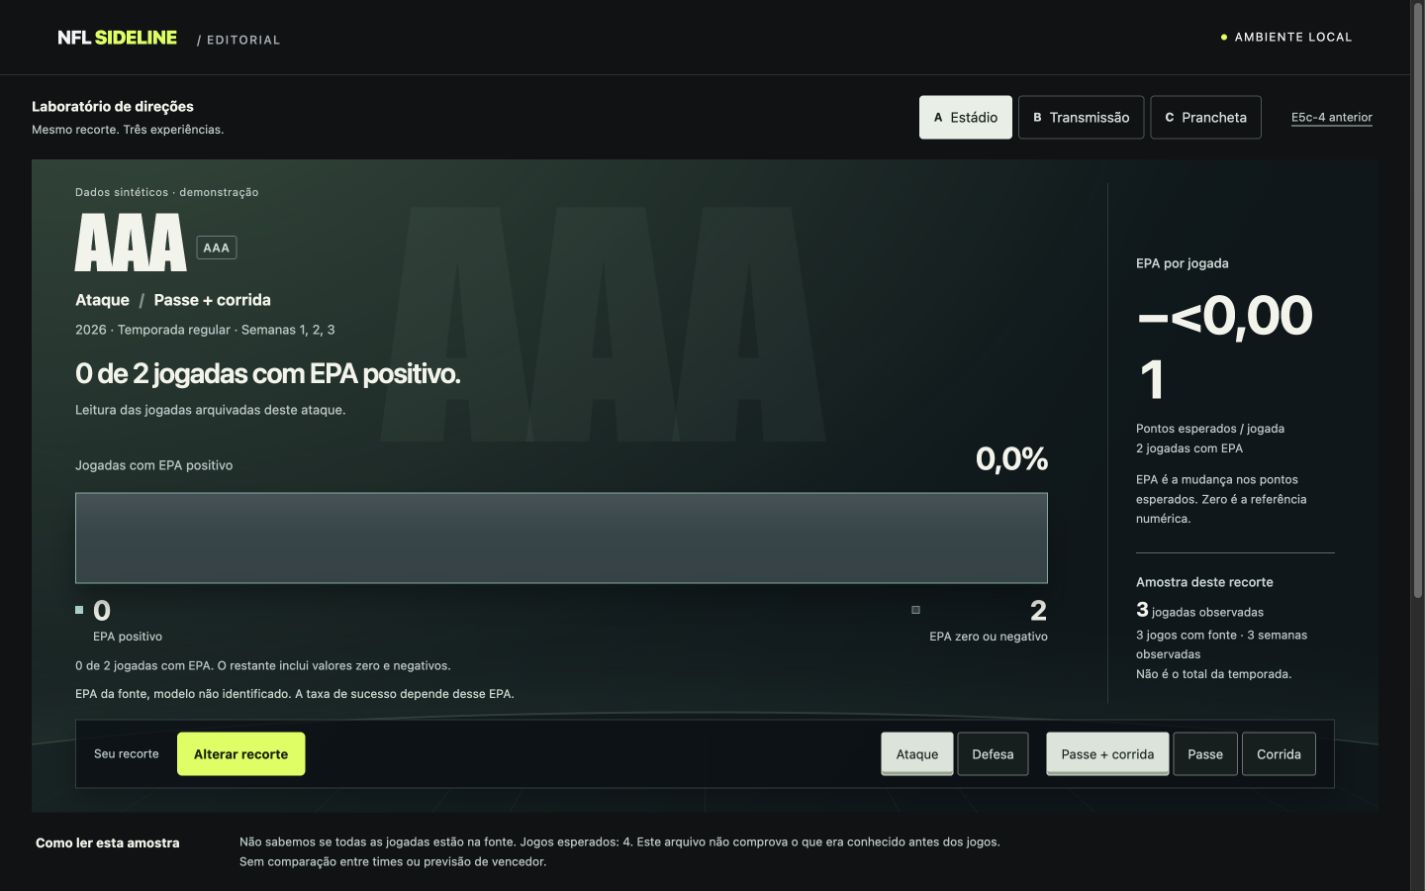 NFL SIDELINE / EDITORIAL
AMBIENTE LOCAL
Laboratório de direções
Mesmo recorte. Três experiências.
A Estádio
B Transmissão
C Prancheta
E5c-4 anterior
Dados sintéticos · demonstração
AAA
AAA
AAA
Ataque / Passe + corrida
2026 · Temporada regular · Semanas 1, 2, 3
0 de 2 jogadas com EPA positivo.
Leitura das jogadas arquivadas deste ataque.
Jogadas com EPA positivo
0,0%
0
EPA positivo
2
EPA zero ou negativo
0 de 2 jogadas com EPA. O restante inclui valores zero e negativos.
EPA da fonte, modelo não identificado. A taxa de sucesso depende desse EPA.
EPA por jogada
−<0,00
1
Pontos esperados / jogada
2 jogadas com EPA
EPA é a mudança nos pontos
esperados. Zero é a referência
numérica.
Amostra deste recorte
3 jogadas observadas
3 jogos com fonte · 3 semanas
observadas
Não é o total da temporada.
Seu recorte
Alterar recorte
Ataque
Defesa
Passe + corrida
Passe
Corrida
Como ler esta amostra
Não sabemos se todas as jogadas estão na fonte. Jogos esperados: 4. Este arquivo não comprova o que era conhecido antes dos jogos.
Sem comparação entre times ou previsão de vencedor.